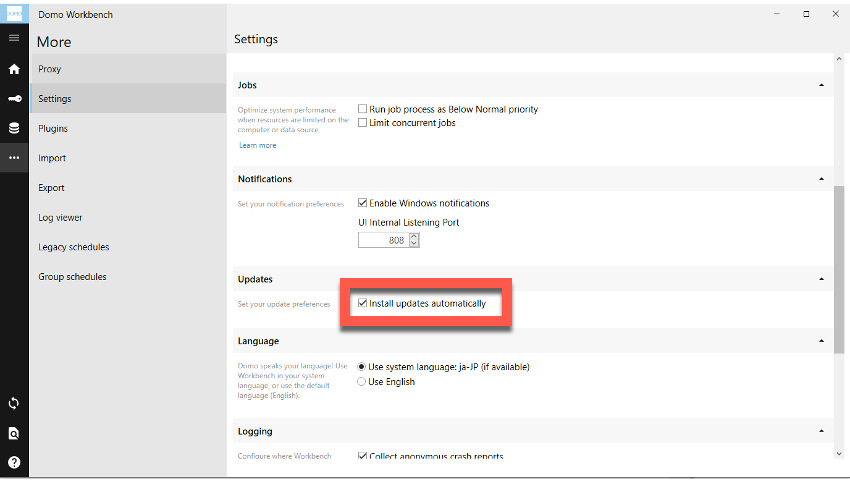 DOMO
Domo Workbench
More
Proxy
Settings
Plugins
Import
Export
Log viewer
Legacy schedules
Group schedules
Settings
Jobs
Optimize system performance
when resources are limited on the
computer or data source
Learn more
Run job process as Below Normal priority
Limit concurrent jobs
Notifications
Set your notification preferences
Enable Windows notifications
UI Internal Listening Port
808
Updates
Set your update preferences
Install updates automatically
Language
Domo speaks your language! Use
Workbench in your system
language, or use the default
language (English).
Use system language: ja-JP (if available)
Use English
Logging
Configure where Workbench
Collect anonymous crash reports